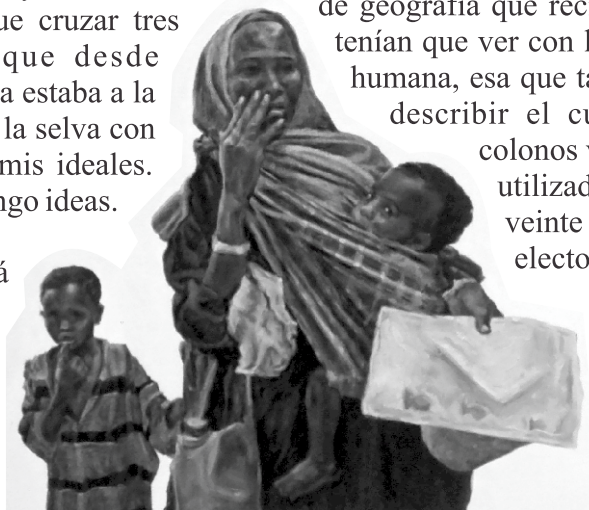 ue cruzar tres
que desde
a estaba a la
la selva con
mis ideales.
ngo ideas.
á
de geografía que rec
tenían que ver con l
humana, esa que ta
describir el cu
colonos v
utilizad
veinte
electo